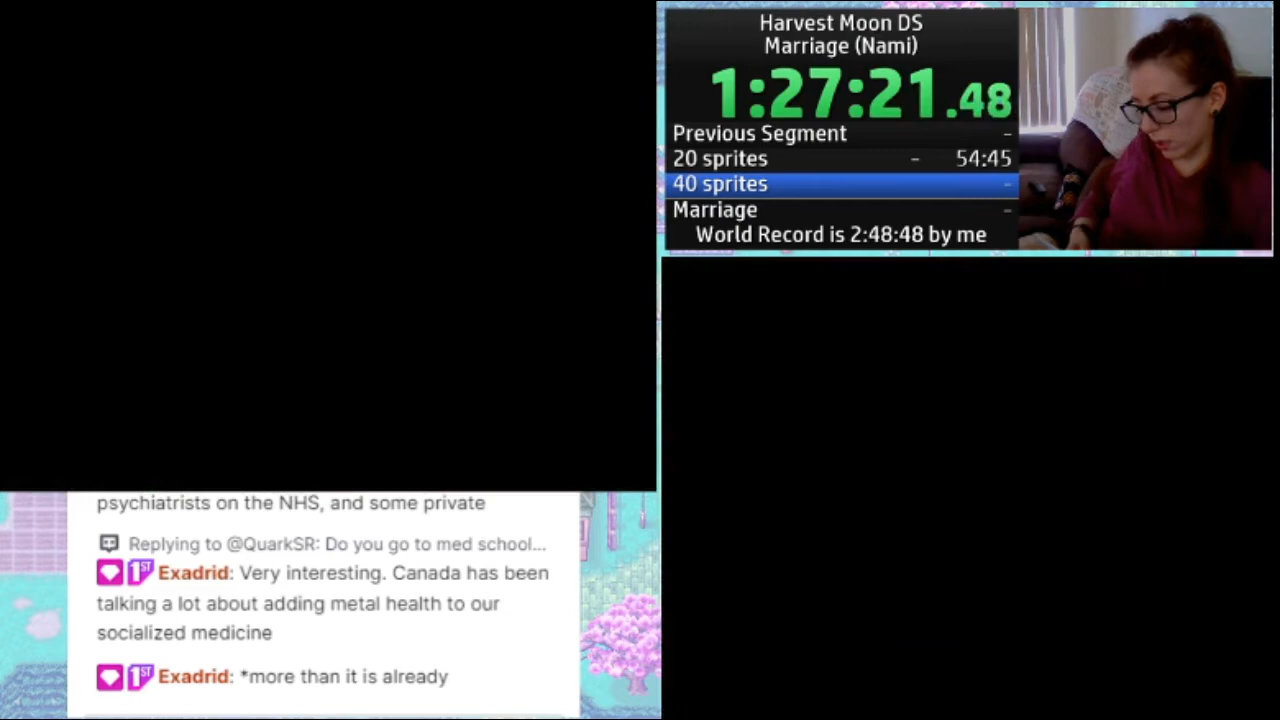 Harvest Moon DS
Marriage (Nami)
1:27:21.48
Previous Segment -
20 sprites - 54:45
40 sprites -
Marriage -
World Record is 2:48:48 by me
psychiatrists on the NHS, and some private
Replying to @QuarkSR: Do you go to med school...
1ST Exadrid: Very interesting. Canada has been
talking a lot about adding metal health to our
socialized medicine
1ST Exadrid: *more than it is already